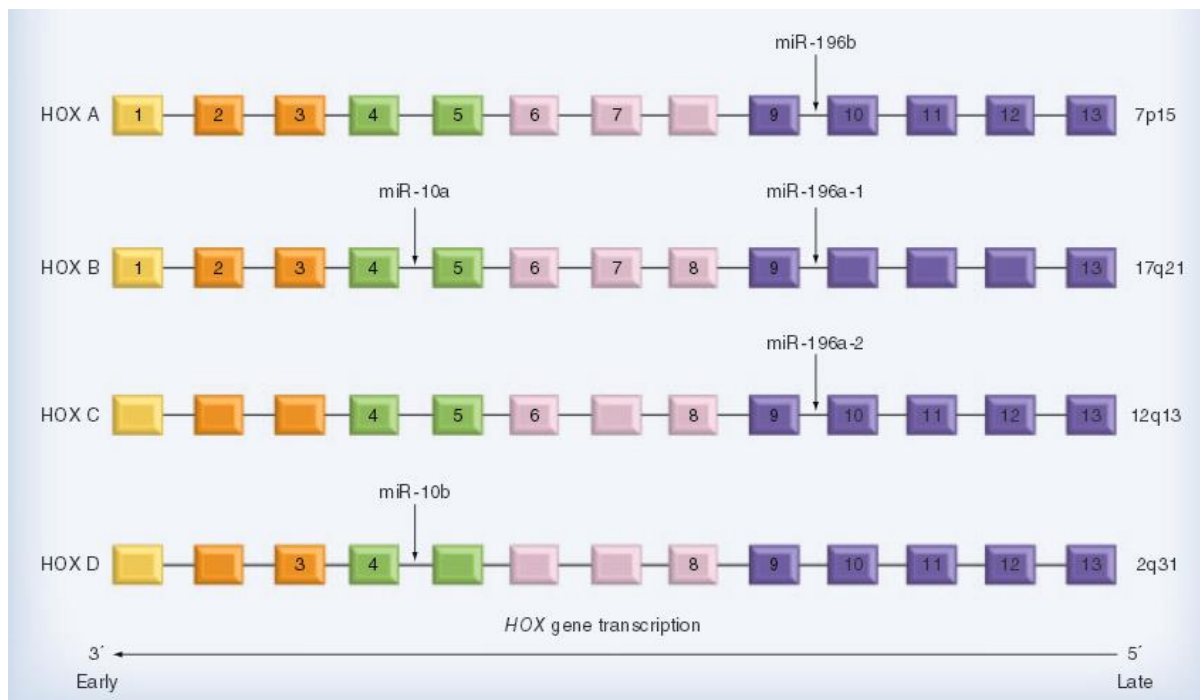 miR-196b
HOX A 1 2 3 4 5 6 7 9 10 11 12 13 7p15
miR-10a miR-196a-1
HOX B 1 2 3 4 5 6 7 8 9 13 17q21
miR-196a-2
HOX C 4 5 6 8 9 10 11 12 13 12q13
miR-10b
HOX D 3 4 8 9 10 11 12 13 2q31
HOX gene transcription
3´ 5´
Early Late